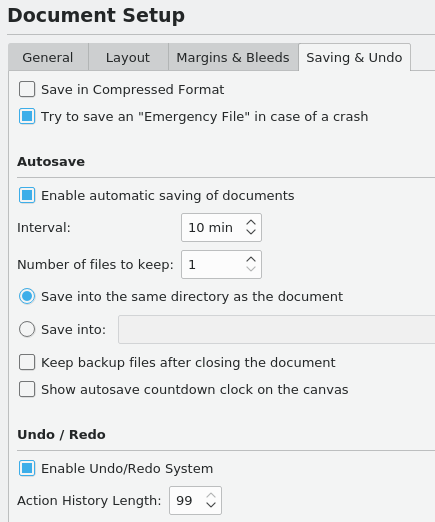 Document Setup
General Layout Margins & Bleeds Saving & Undo
Save in Compressed Format
Try to save an "Emergency File" in case of a crash
Autosave
Enable automatic saving of documents
Interval: 10 min
Number of files to keep: 1
Save into the same directory as the document
Save into:
Keep backup files after closing the document
Show autosave countdown clock on the canvas
Undo / Redo
Enable Undo/Redo System
Action History Length: 99